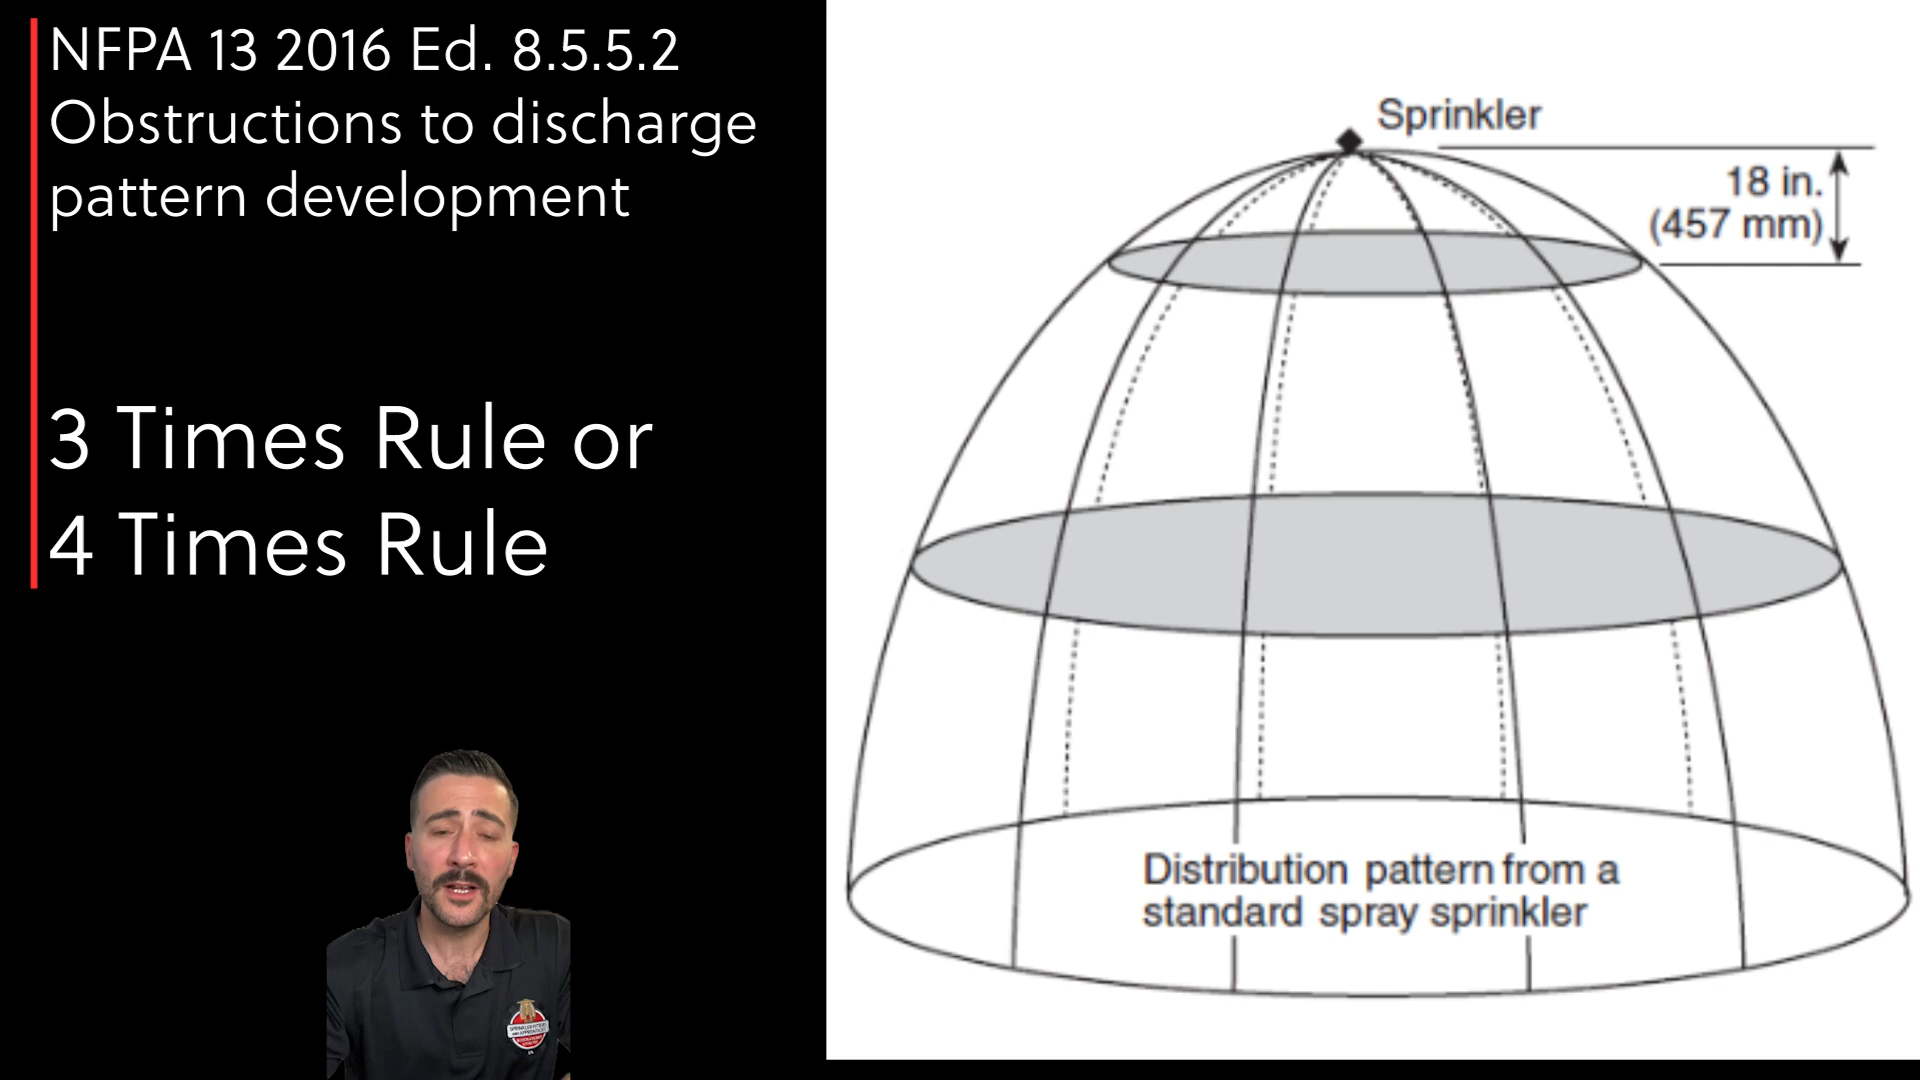 NFPA 13 2016 Ed. 8.5.5.2
Obstructions to discharge
pattern development
3 Times Rule or
4 Times Rule
Sprinkler
18 in.
(457 mm)
Distribution pattern from a
standard spray sprinkler